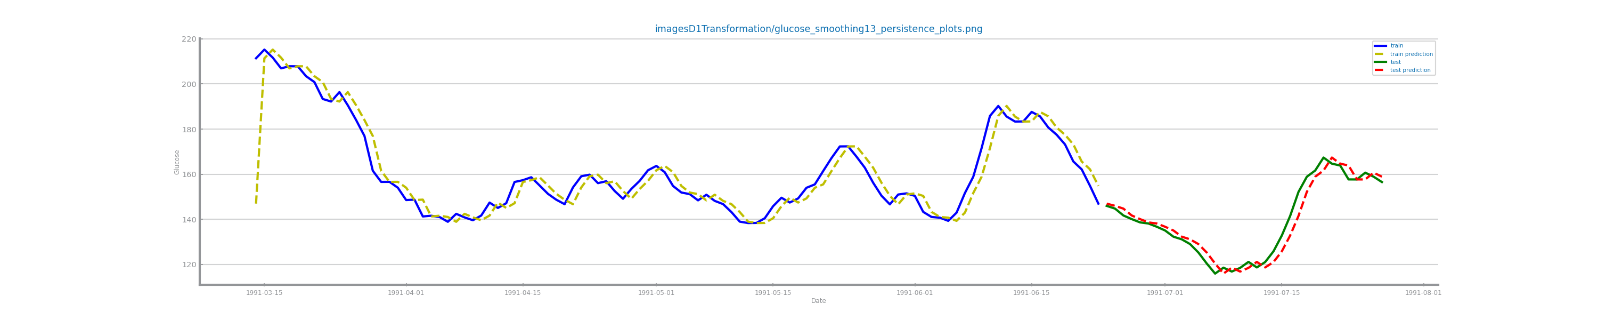 imagesD1Transformation/glucose_smoothing13_persistence_plots.png
220
200
180
160
140
120
Glucose
train
train prediction
test
test prediction
1991-03-15
1991-04-01
1991-04-15
1991-05-01
1991-05-15
1991-06-01
1991-06-15
1991-07-01
1991-07-15
1991-08-01
Date